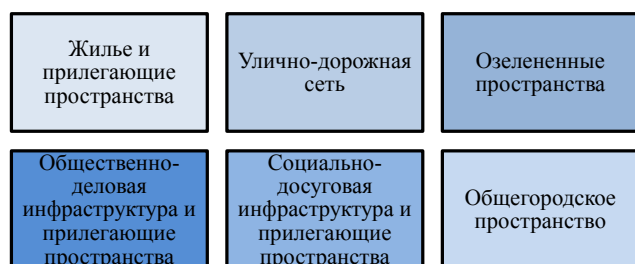 Жилье и
прилегающие
пространства
Улично-дорожная
сеть
Озелененные
пространства
Общественно-
деловая
инфраструктура и
прилегающие
пространства
Социально-
досуговая
инфраструктура и
прилегающие
пространства
Общегородское
пространство